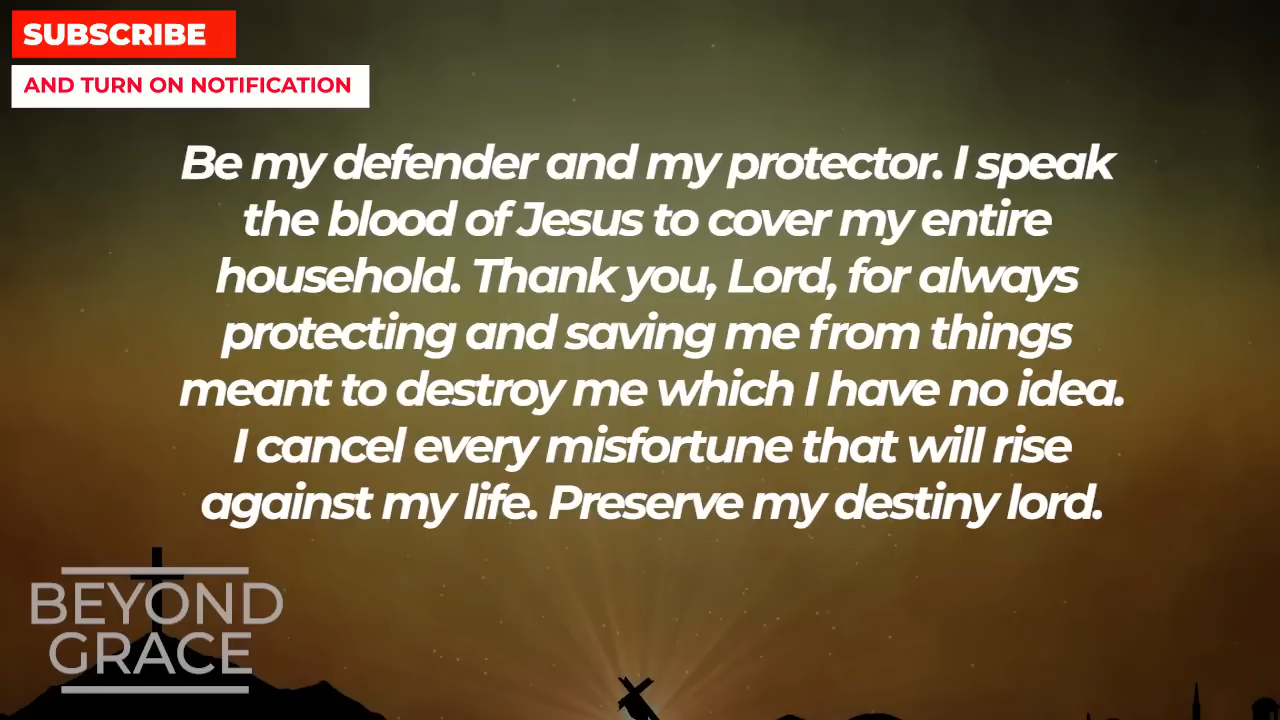 SUBSCRIBE
AND TURN ON NOTIFICATION
Be my defender and my protector. I speak
the blood of Jesus to cover my entire
household. Thank you, Lord, for always
protecting and saving me from things
meant to destroy me which I have no idea.
I cancel every misfortune that will rise
against my life. Preserve my destiny lord.
BEYOND
GRACE